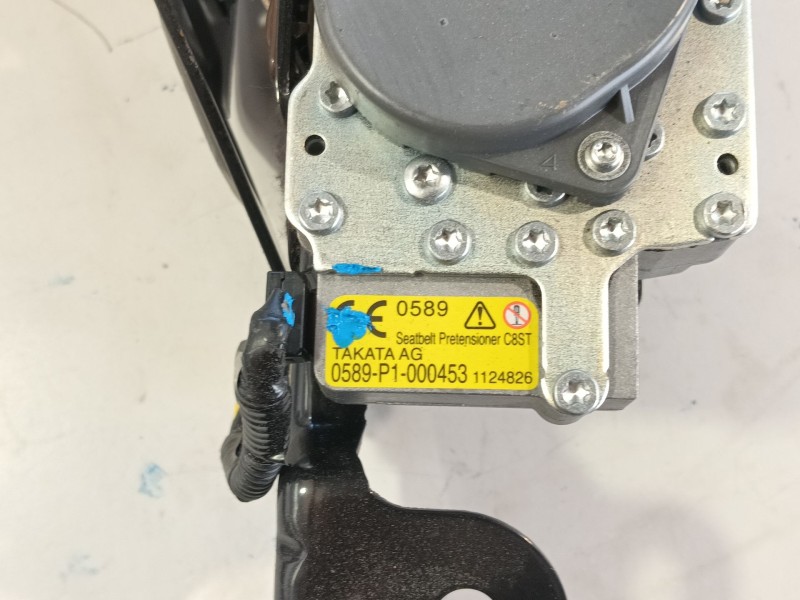 4
CE 0589
Seatbelt Pretensioner C8ST
TAKATA AG
0589-P1-000453 1124826